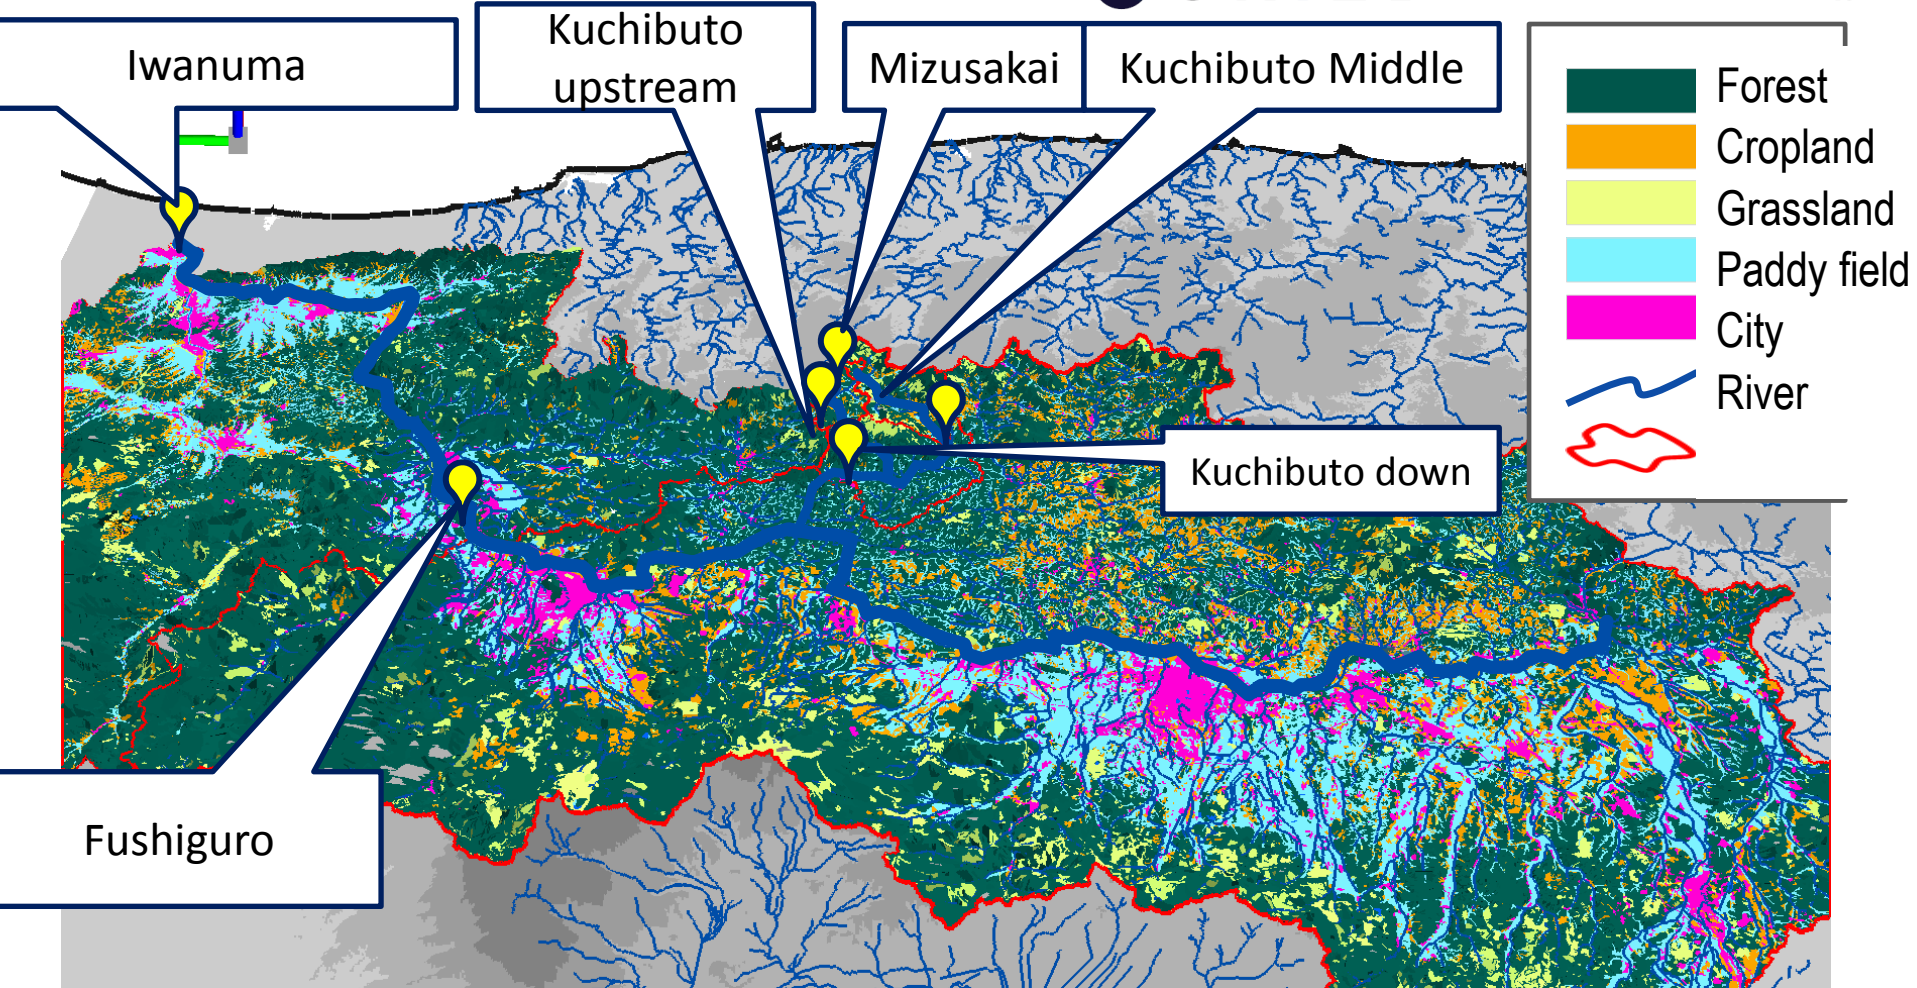 Iwanuma
Kuchibuto
upstream
Mizusakai
Kuchibuto Middle
Forest
Cropland
Grassland
Paddy field
City
River
Kuchibuto down
Fushiguro